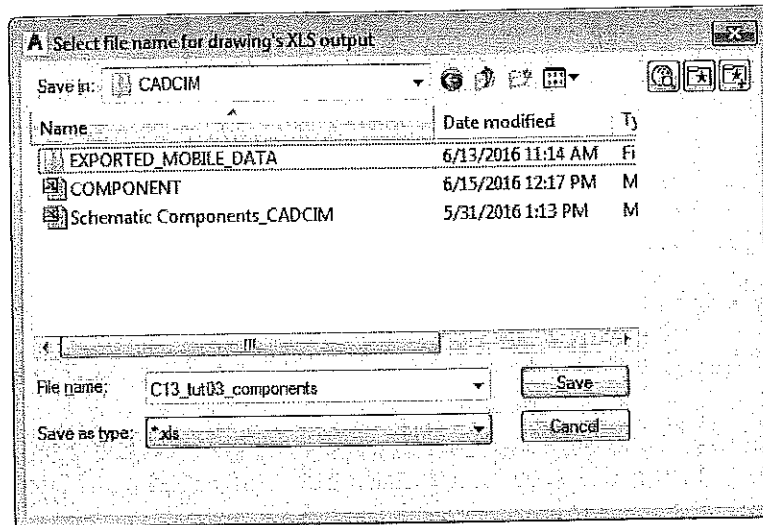 A Select file name for drawing's XLS output
Save in: CADCIM
Name Date modified Ty
EXPORTED_MOBILE_DATA 6/13/2016 11:14 AM Fi
COMPONENT 6/15/2016 12:17 PM M
Schematic Components_CADCIM 5/31/2016 1:13 PM M
File name: C13_tut03_components Save
Save as type: *.xls Cancel